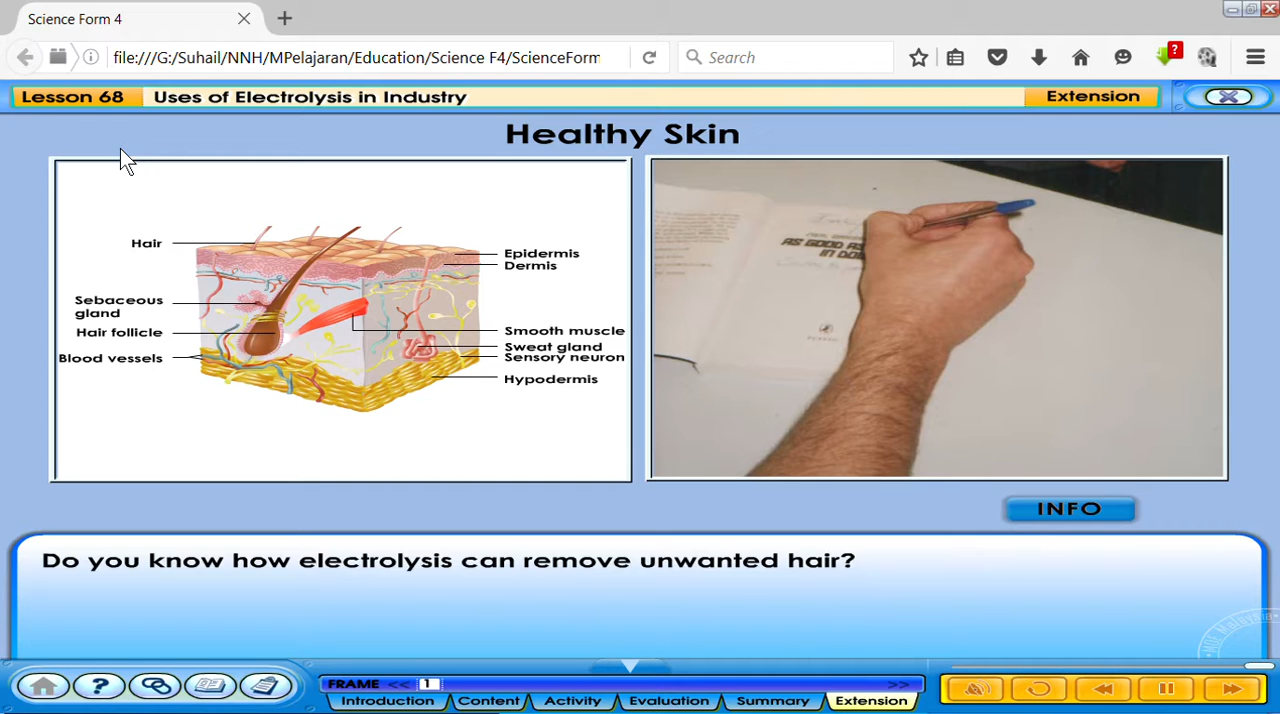 Science Form 4
file:///G:/Suhail/NNH/MPelajaran/Education/Science F4/ScienceForm
Search
?
Lesson 68
Uses of Electrolysis in Industry
Extension
Healthy Skin
Hair
Sebaceous
gland
Hair follicle
Blood vessels
Epidermis
Dermis
Smooth muscle
Sweat gland
Sensory neuron
Hypodermis
AS GOOD AS
IN DO
INFO
Do you know how electrolysis can remove unwanted hair?
MOE Malaysia
?
FRAME << 1 >>
Introduction
Content
Activity
Evaluation
Summary
Extension